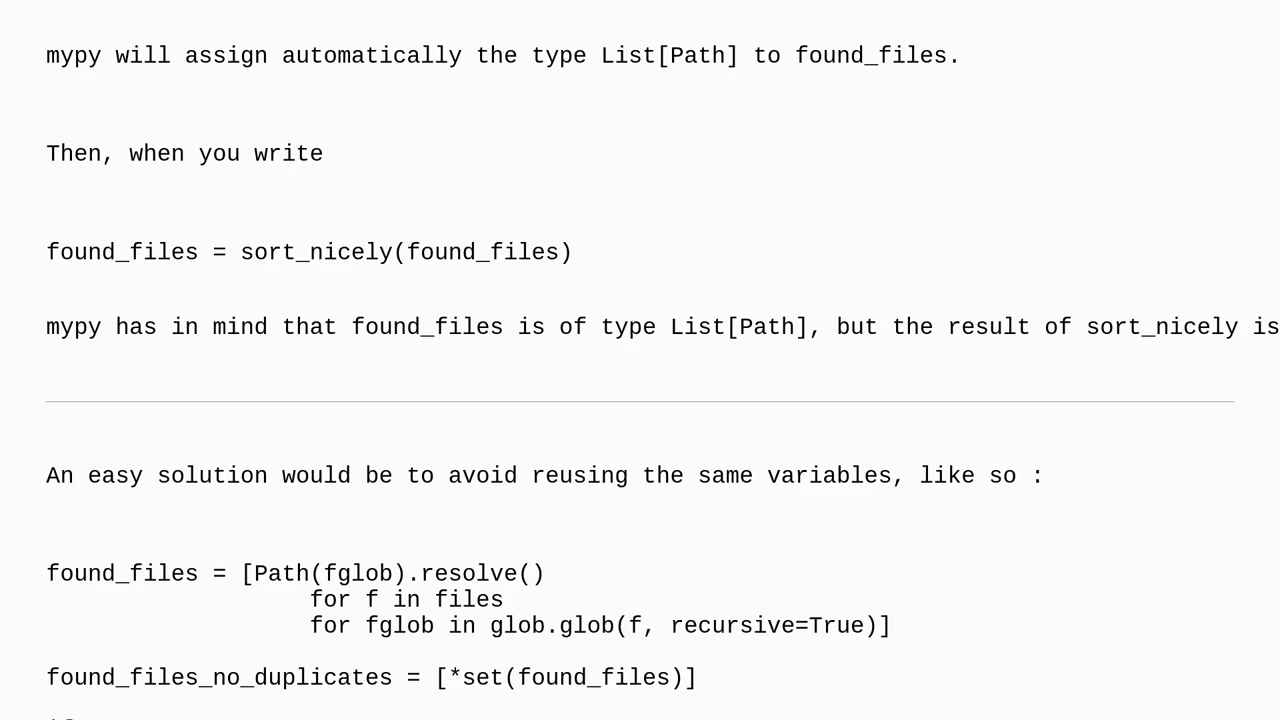 mypy will assign automatically the type List[Path] to found_files.
Then, when you write
found_files = sort_nicely(found_files)
mypy has in mind that found_files is of type List[Path], but the result of sort_nicely is
An easy solution would be to avoid reusing the same variables, like so :
found_files = [Path(fglob).resolve()
for f in files
for fglob in glob.glob(f, recursive=True)]
found_files_no_duplicates = [*set(found_files)]